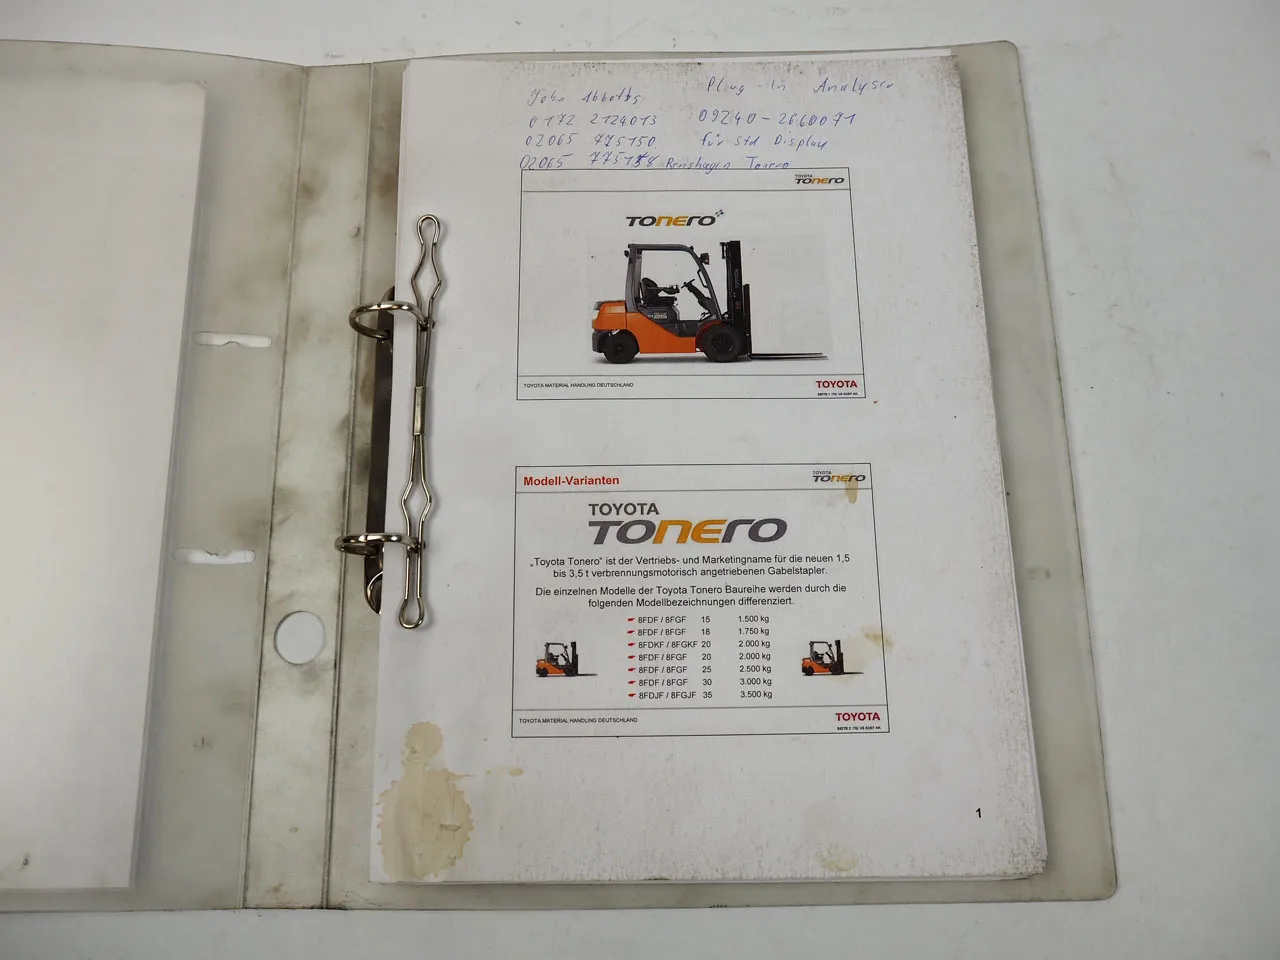 John Abbotts Plug-In Analyser
0172 2124013 09240-2660071
02065 775150 für Std Display
02065 775138 Renshagen Tonero
TOYOTA
TONERO
TONERO
TOYOTA MATERIAL HANDLING DEUTSCHLAND TOYOTA
Modell-Varianten
TOYOTA
TONERO
TOYOTA
TONERO
„Toyota Tonero" ist der Vertriebs- und Marketingname für die neuen 1,5
bis 3,5 t verbrennungsmotorisch angetriebenen Gabelstapler.
Die einzelnen Modelle der Toyota Tonero Baureihe werden durch die
folgenden Modellbezeichnungen differenziert.
8FDF / 8FGF 15 1.500 kg
8FDF / 8FGF 18 1.750 kg
8FDKF / 8FGKF 20 2.000 kg
8FDF / 8FGF 20 2.000 kg
8FDF / 8FGF 25 2.500 kg
8FDF / 8FGF 30 3.000 kg
8FDJF / 8FGJF 35 3.500 kg
TOYOTA MATERIAL HANDLING DEUTSCHLAND TOYOTA
1